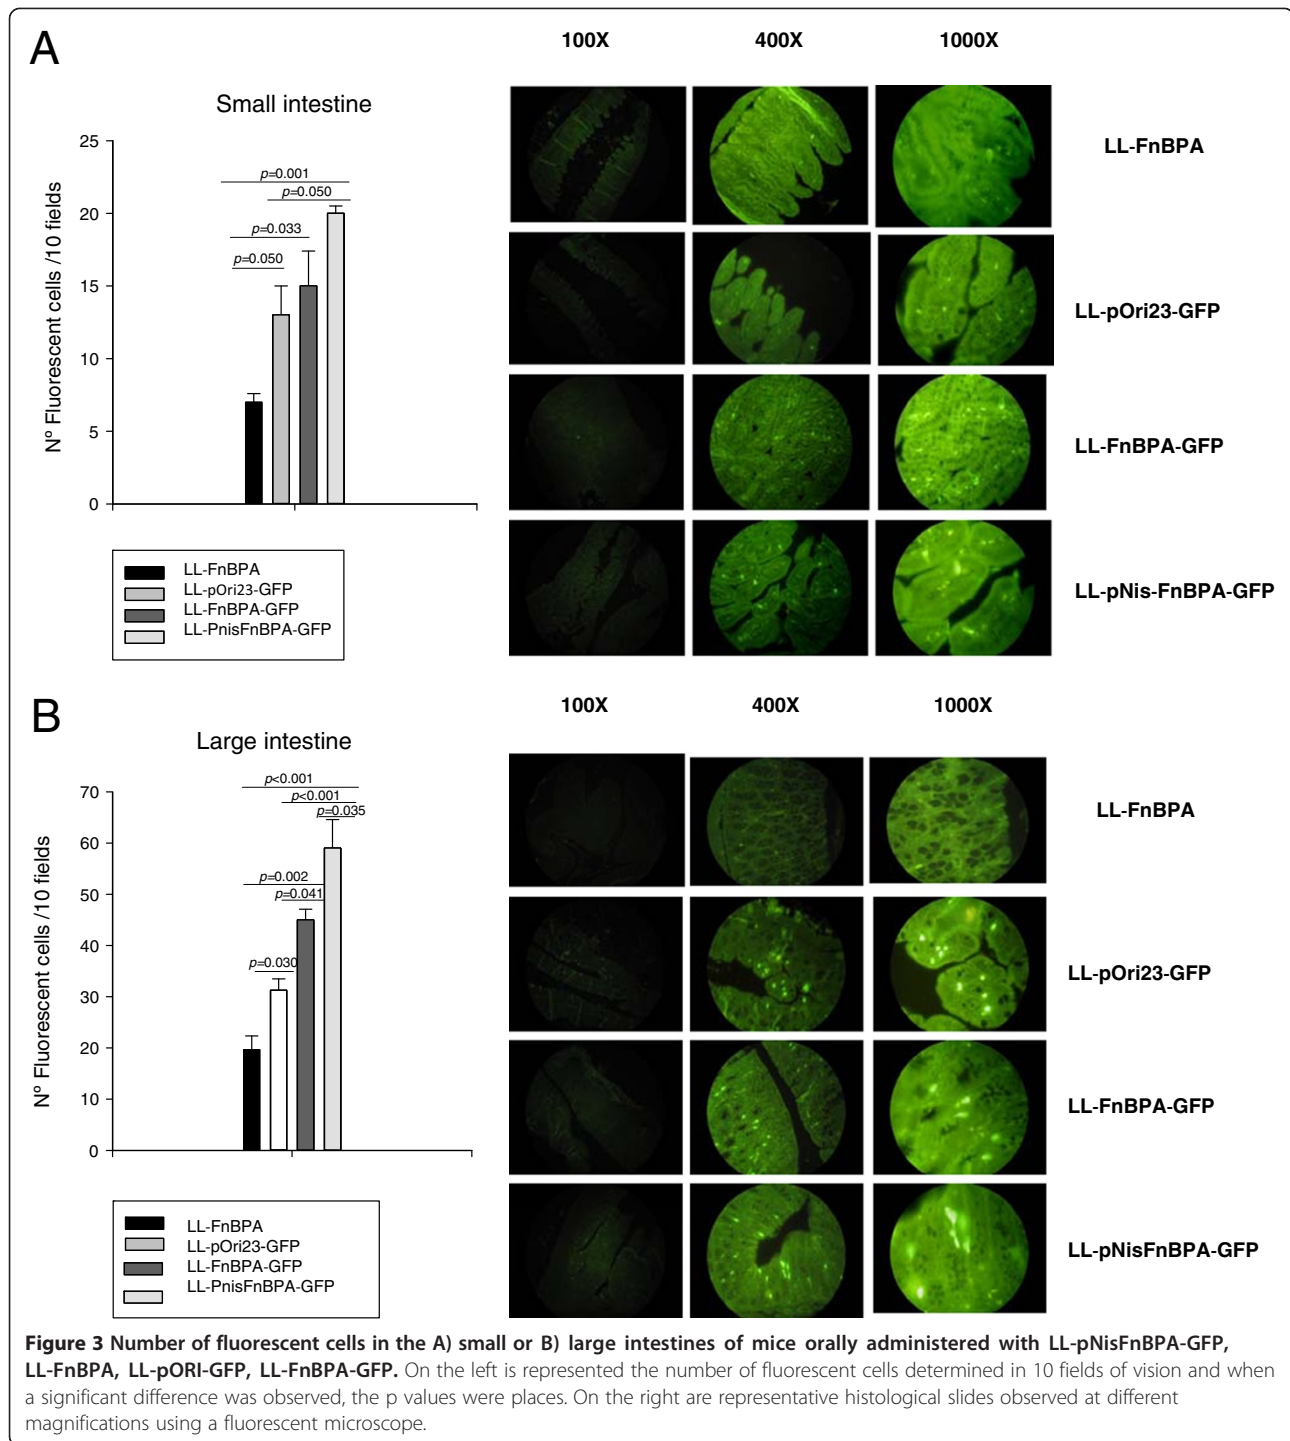 A
100X 400X 1000X
Small intestine
Nº Fluorescent cells /10 fields
25
20
15
10
5
0
p=0.001
p=0.050
p=0.033
p=0.050
LL-FnBPA
LL-pOri23-GFP
LL-FnBPA-GFP
LL-PnisFnBPA-GFP
LL-FnBPA
LL-pOri23-GFP
LL-FnBPA-GFP
LL-pNis-FnBPA-GFP
B
100X 400X 1000X
Large intestine
Nº Fluorescent cells /10 fields
70
60
50
40
30
20
10
0
p<0.001
p<0.001
p=0.035
p=0.002
p=0.041
p=0.030
LL-FnBPA
LL-pOri23-GFP
LL-FnBPA-GFP
LL-PnisFnBPA-GFP
LL-FnBPA
LL-pOri23-GFP
LL-FnBPA-GFP
LL-pNisFnBPA-GFP
Figure 3 Number of fluorescent cells in the A) small or B) large intestines of mice orally administered with LL-pNisFnBPA-GFP,
LL-FnBPA, LL-pORI-GFP, LL-FnBPA-GFP. On the left is represented the number of fluorescent cells determined in 10 fields of vision and when
a significant difference was observed, the p values were places. On the right are representative histological slides observed at different
magnifications using a fluorescent microscope.